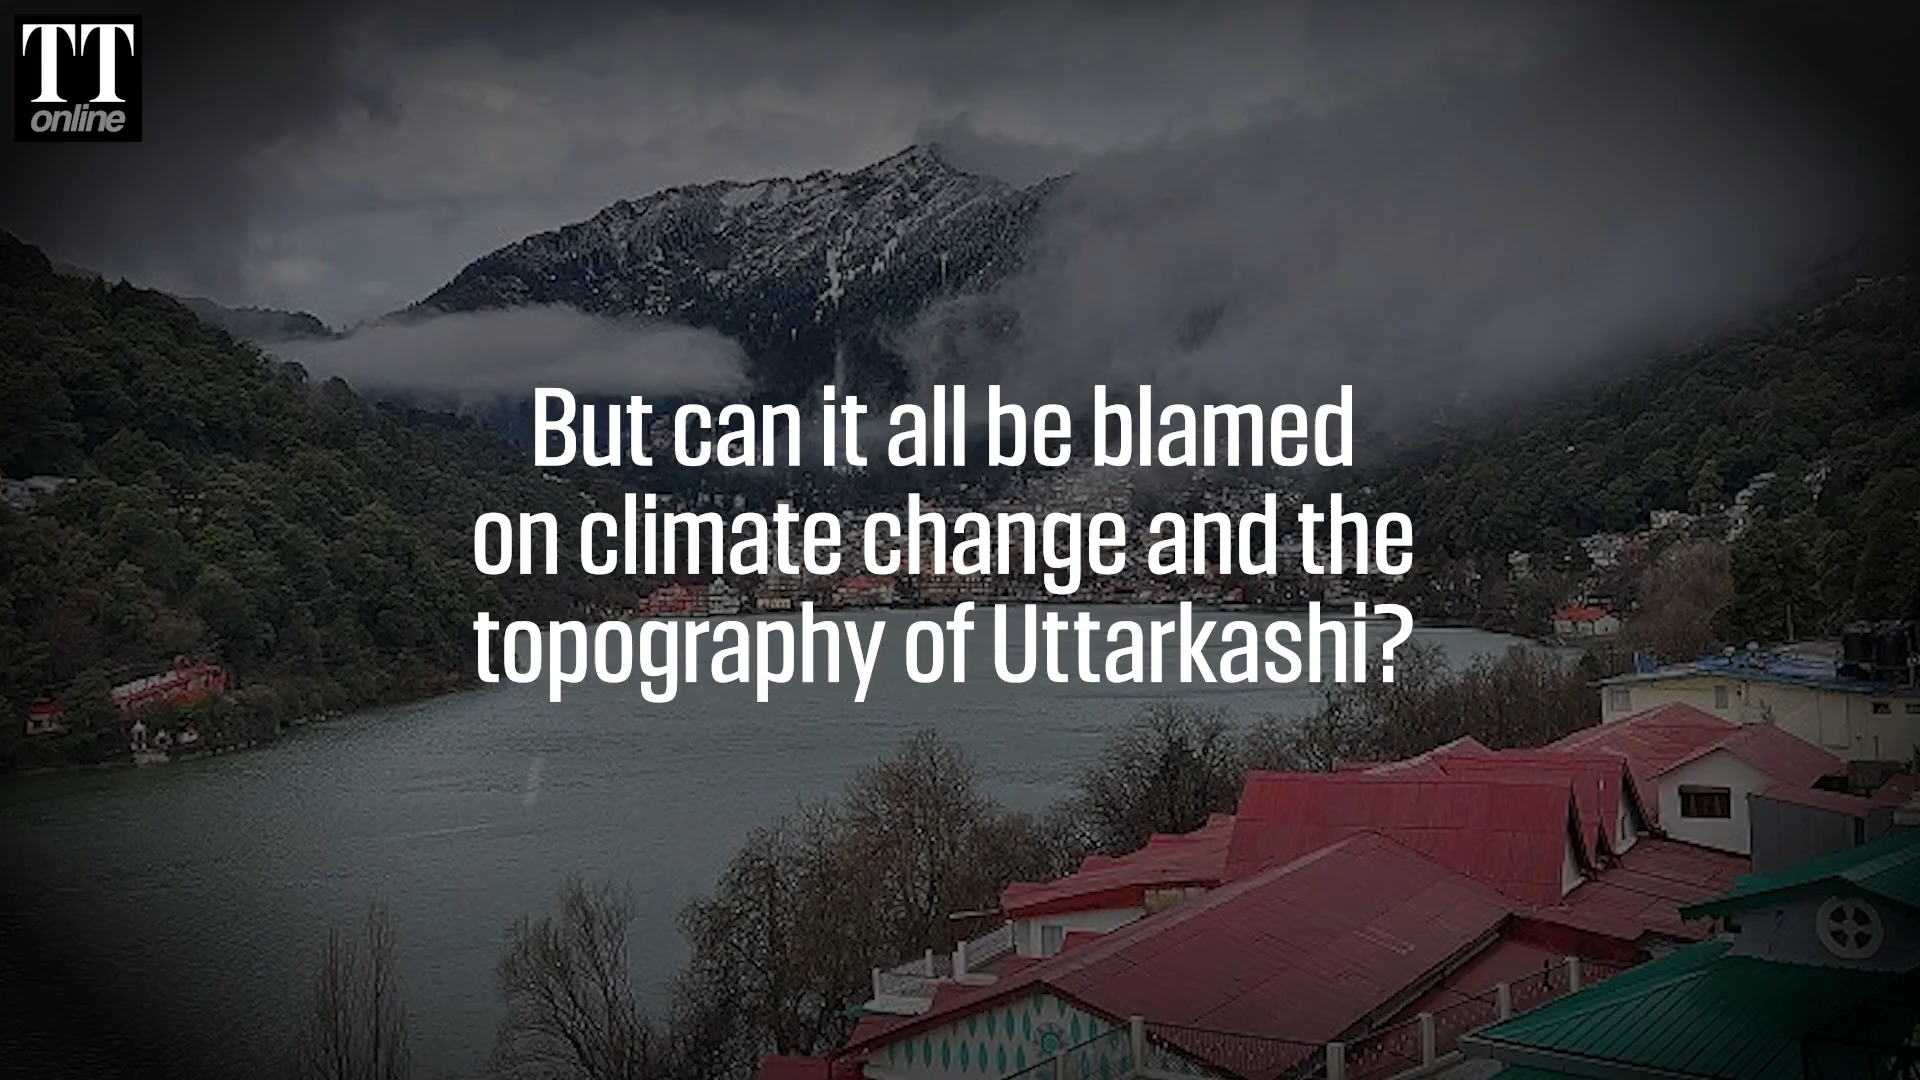 TT
online
But can it all be blamed
on climate change and the
topography of Uttarkashi?